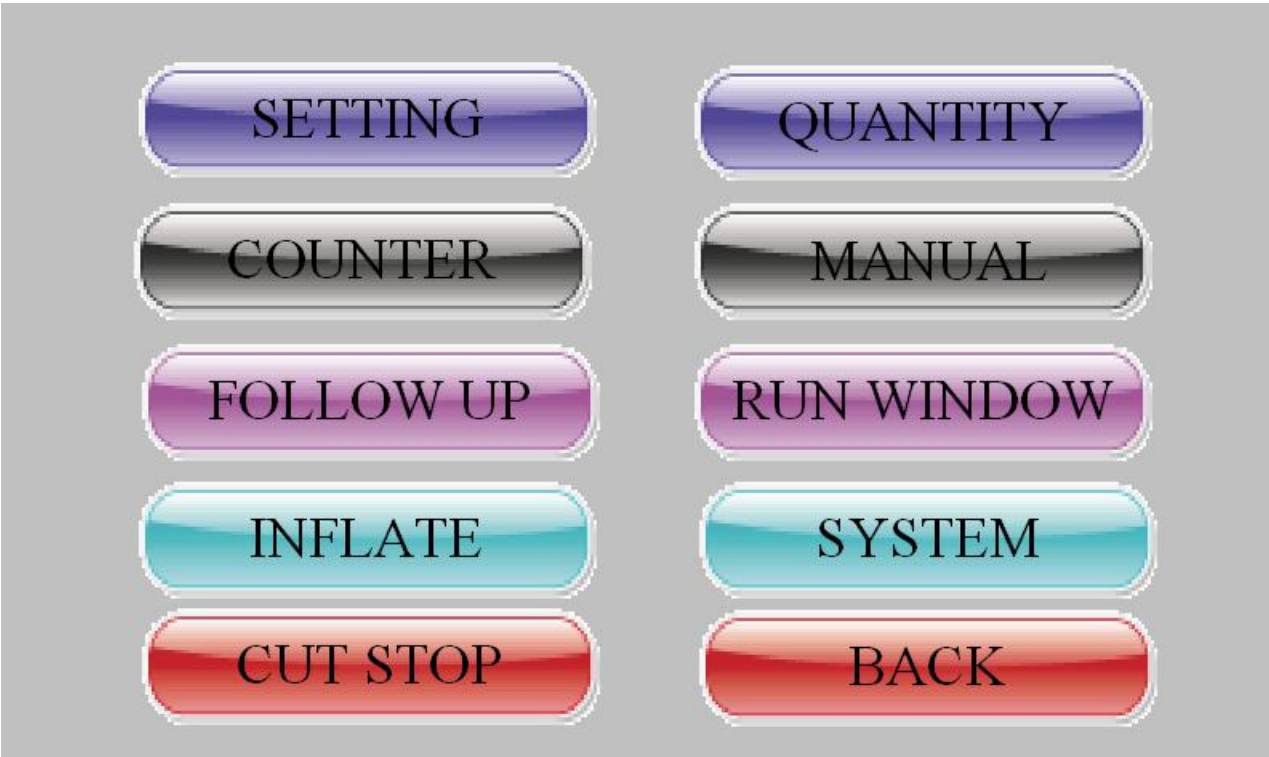 SETTING
QUANTITY
COUNTER
MANUAL
FOLLOW UP
RUN WINDOW
INFLATE
SYSTEM
CUT STOP
BACK